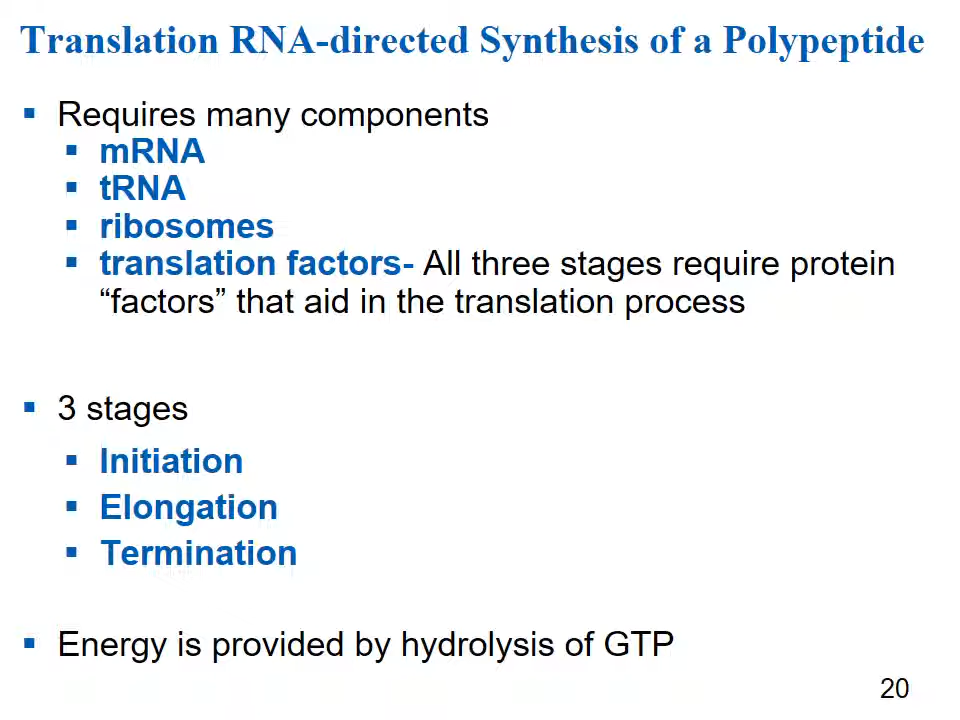 Translation RNA-directed Synthesis of a Polypeptide
▪ Requires many components
▪ mRNA
▪ tRNA
▪ ribosomes
▪ translation factors- All three stages require protein
“factors” that aid in the translation process
▪ 3 stages
▪ Initiation
▪ Elongation
▪ Termination
▪ Energy is provided by hydrolysis of GTP
20